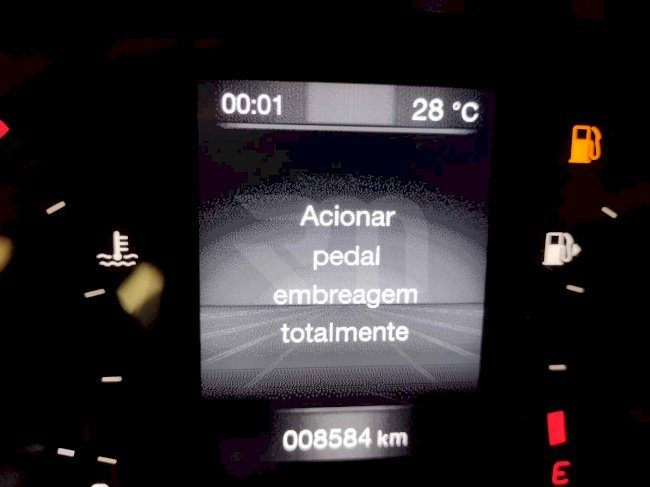 00:01 28 °C
Acionar
pedal
embreagem
totalmente
008584 km
E